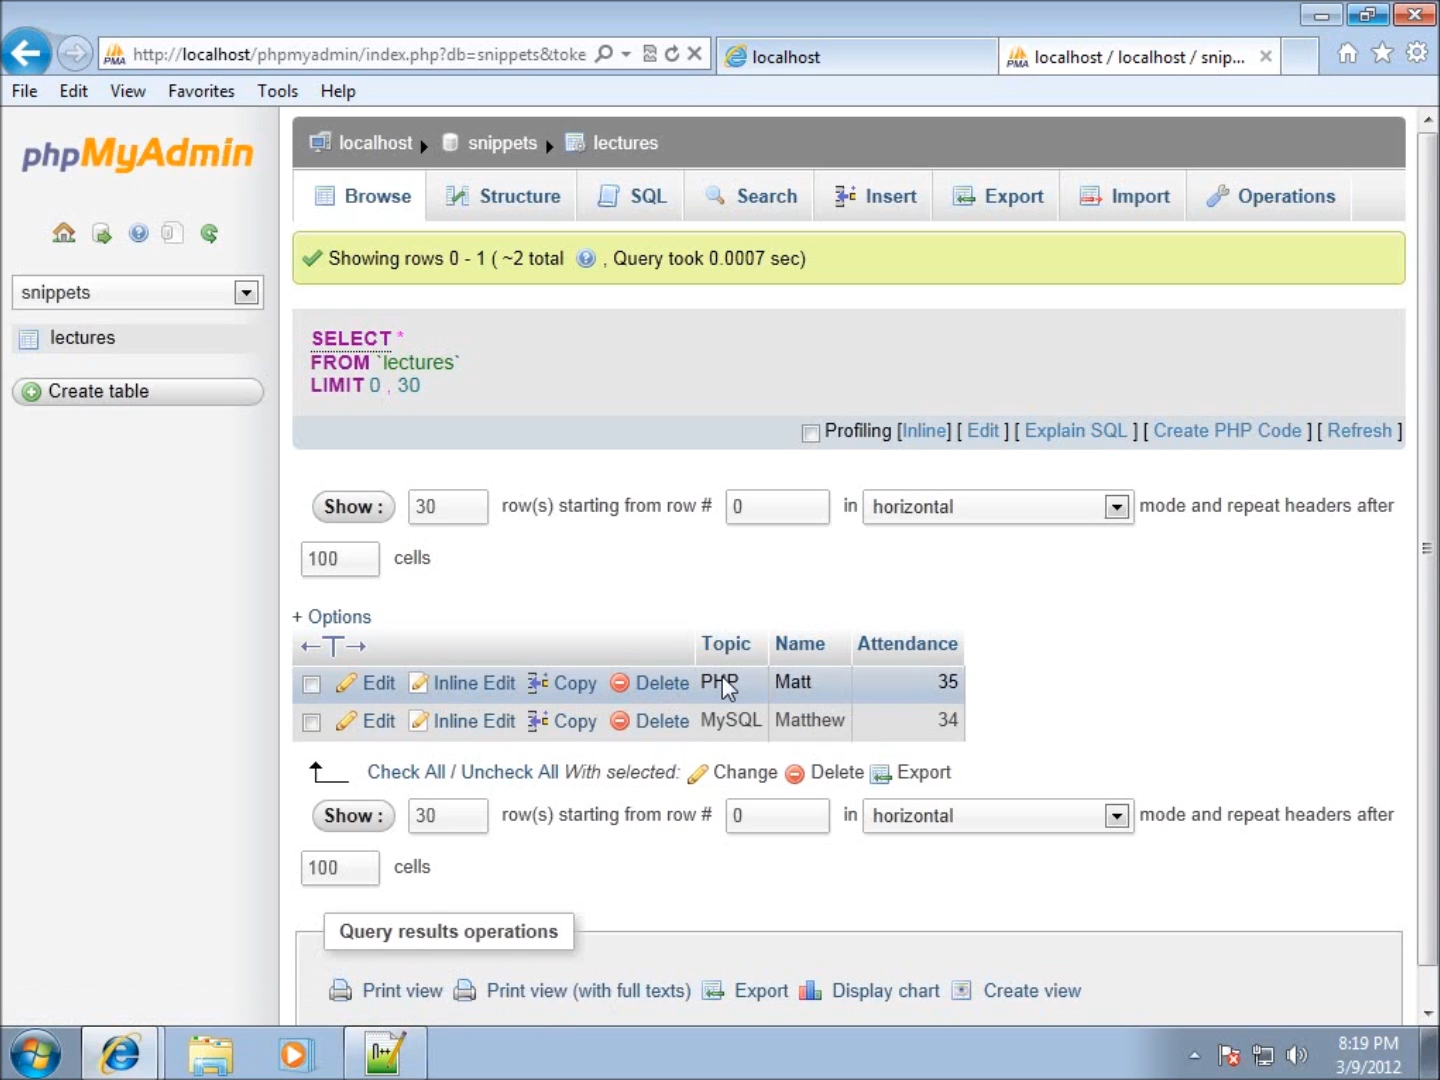 http://localhost/phpmyadmin/index.php?db=snippets&toke
localhost
localhost / localhost / snip...
File Edit View Favorites Tools Help
phpMyAdmin
snippets
lectures
Create table
localhost snippets lectures
Browse Structure SQL Search Insert Export Import Operations
Showing rows 0 - 1 ( ~2 total , Query took 0.0007 sec)
SELECT *
FROM `lectures`
LIMIT 0 , 30
Profiling [Inline] [ Edit ] [ Explain SQL ] [ Create PHP Code ] [ Refresh ]
Show : 30 row(s) starting from row # 0 in horizontal mode and repeat headers after
100 cells
+ Options
Topic Name Attendance
Edit Inline Edit Copy Delete PHP Matt 35
Edit Inline Edit Copy Delete MySQL Matthew 34
Check All / Uncheck All With selected: Change Delete Export
Show : 30 row(s) starting from row # 0 in horizontal mode and repeat headers after
100 cells
Query results operations
Print view Print view (with full texts) Export Display chart Create view
8:19 PM
3/9/2012